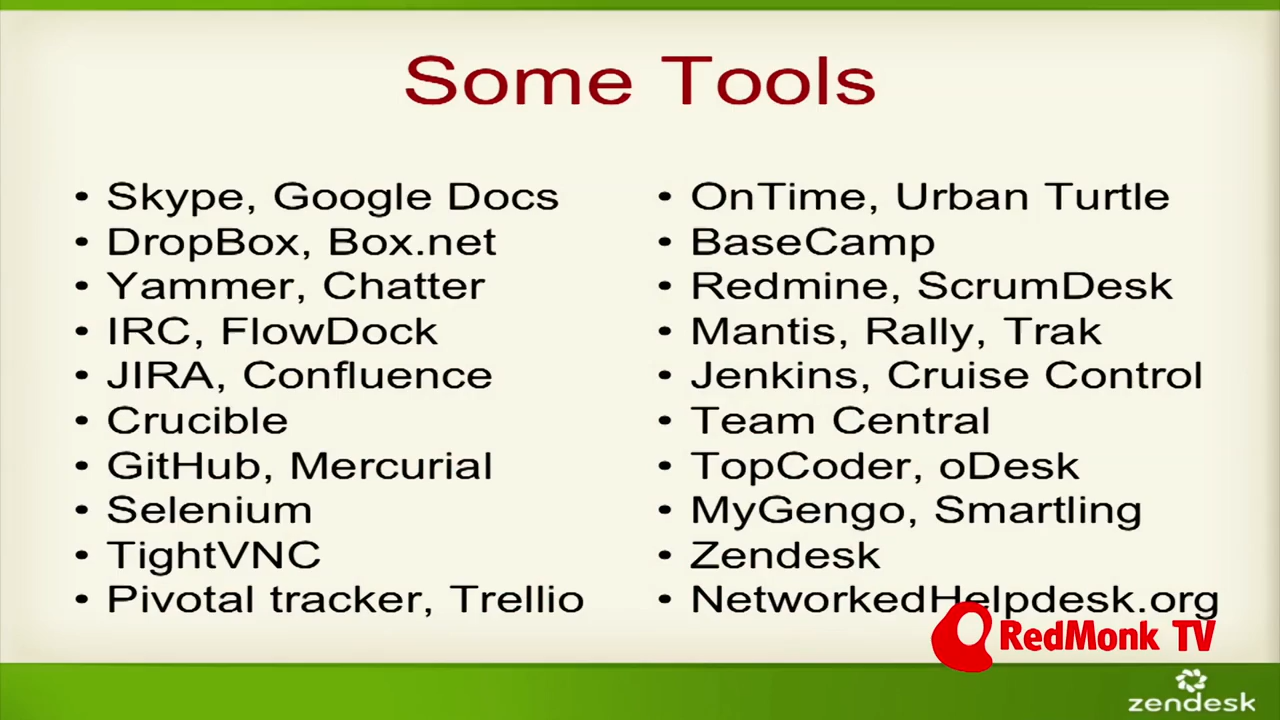 Some Tools
• Skype, Google Docs
• DropBox, Box.net
• Yammer, Chatter
• IRC, FlowDock
• JIRA, Confluence
• Crucible
• GitHub, Mercurial
• Selenium
• TightVNC
• Pivotal tracker, Trellio
• OnTime, Urban Turtle
• BaseCamp
• Redmine, ScrumDesk
• Mantis, Rally, Trak
• Jenkins, Cruise Control
• Team Central
• TopCoder, oDesk
• MyGengo, Smartling
• Zendesk
• NetworkedHelpdesk.org
RedMonk TV
zendesk